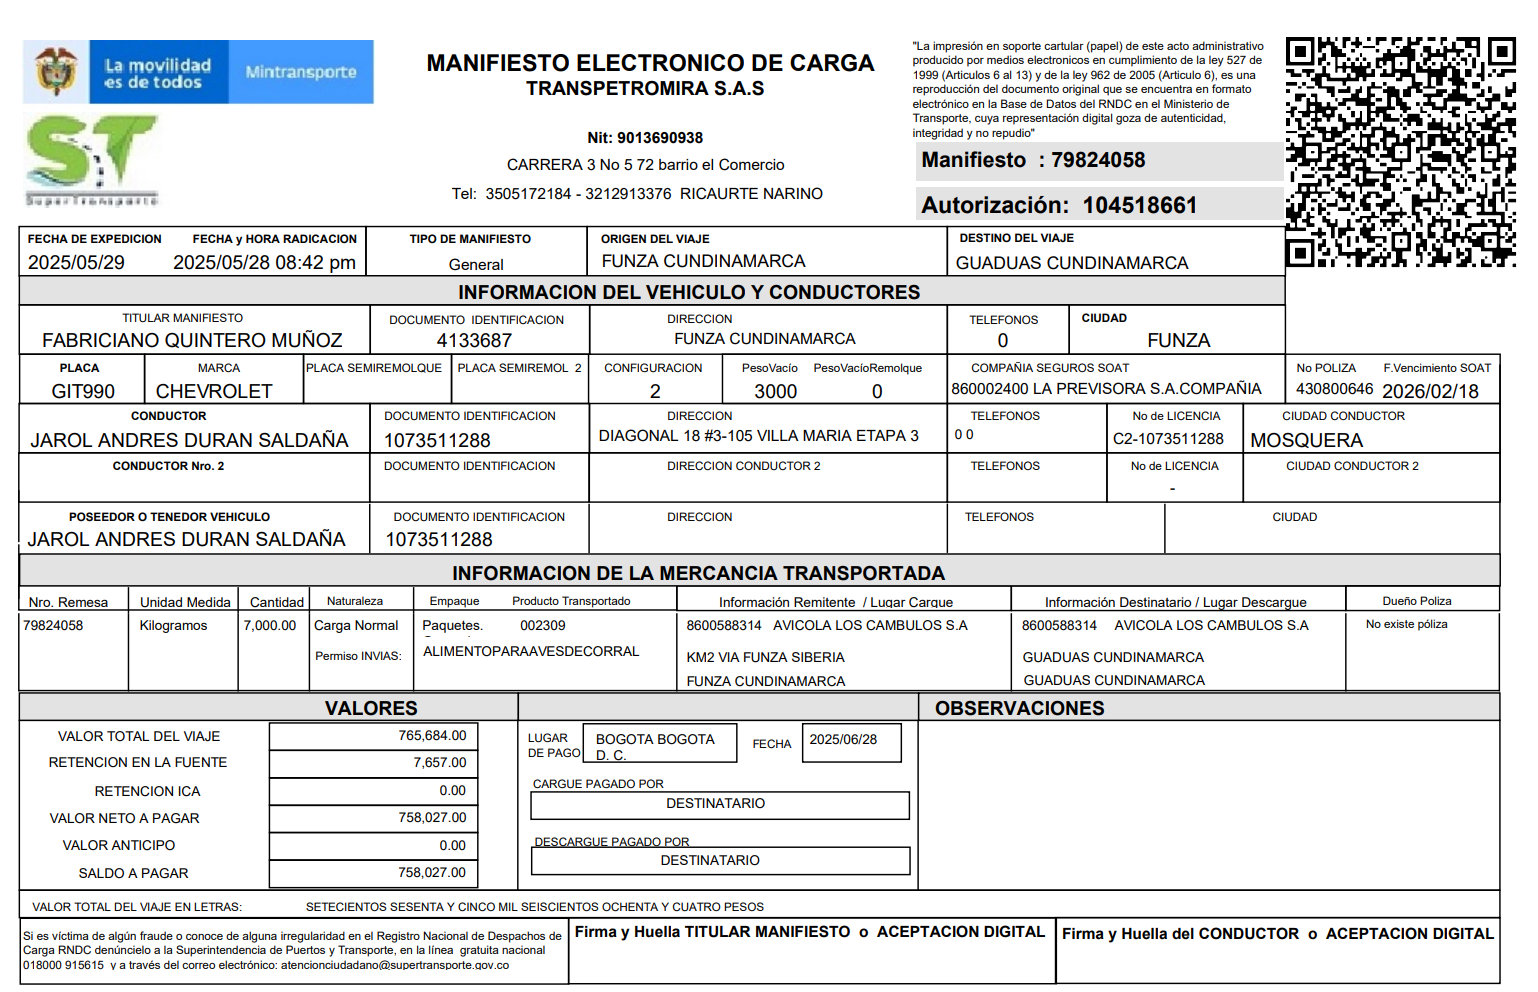 La movilidad
es de todos
Mintransporte
SuperTransporte
MANIFIESTO ELECTRONICO DE CARGA
TRANSPETROMIRA S.A.S
Nit: 9013690938
CARRERA 3 No 5 72 barrio el Comercio
Tel: 3505172184 - 3212913376 RICAURTE NARINO
"La impresión en soporte cartular (papel) de este acto administrativo
producido por medios electronicos en cumplimiento de la ley 527 de
1999 (Articulos 6 al 13) y de la ley 962 de 2005 (Articulo 6), es una
reproducción del documento original que se encuentra en formato
electrónico en la Base de Datos del RNDC en el Ministerio de
Transporte, cuya representación digital goza de autenticidad,
integridad y no repudio"
Manifiesto : 79824058
Autorización: 104518661
FECHA DE EXPEDICION FECHA y HORA RADICACION TIPO DE MANIFIESTO ORIGEN DEL VIAJE DESTINO DEL VIAJE
2025/05/29 2025/05/28 08:42 pm General FUNZA CUNDINAMARCA GUADUAS CUNDINAMARCA
INFORMACION DEL VEHICULO Y CONDUCTORES
TITULAR MANIFIESTO DOCUMENTO IDENTIFICACION DIRECCION TELEFONOS CIUDAD
FABRICIANO QUINTERO MUÑOZ 4133687 FUNZA CUNDINAMARCA 0 FUNZA
PLACA MARCA PLACA SEMIREMOLQUE PLACA SEMIREMOL 2 CONFIGURACION PesoVacío PesoVacíoRemolque COMPAÑIA SEGUROS SOAT No POLIZA F.Vencimiento SOAT
GIT990 CHEVROLET 2 3000 0 860002400 LA PREVISORA S.A.COMPAÑIA 430800646 2026/02/18
CONDUCTOR DOCUMENTO IDENTIFICACION DIRECCION TELEFONOS No de LICENCIA CIUDAD CONDUCTOR
JAROL ANDRES DURAN SALDAÑA 1073511288 DIAGONAL 18 #3-105 VILLA MARIA ETAPA 3 0 0 C2-1073511288 MOSQUERA
CONDUCTOR Nro. 2 DOCUMENTO IDENTIFICACION DIRECCION CONDUCTOR 2 TELEFONOS No de LICENCIA CIUDAD CONDUCTOR 2
-
POSEEDOR O TENEDOR VEHICULO DOCUMENTO IDENTIFICACION DIRECCION TELEFONOS CIUDAD
JAROL ANDRES DURAN SALDAÑA 1073511288
INFORMACION DE LA MERCANCIA TRANSPORTADA
Nro. Remesa Unidad Medida Cantidad Naturaleza Empaque Producto Transportado Información Remitente / Lugar Cargue Información Destinatario / Lugar Descargue Dueño Poliza
79824058 Kilogramos 7,000.00 Carga Normal Paquetes. 002309 8600588314 AVICOLA LOS CAMBULOS S.A 8600588314 AVICOLA LOS CAMBULOS S.A No existe póliza
Permiso INVIAS: ALIMENTOPARAAVESDECORRAL KM2 VIA FUNZA SIBERIA GUADUAS CUNDINAMARCA
FUNZA CUNDINAMARCA GUADUAS CUNDINAMARCA
VALORES OBSERVACIONES
VALOR TOTAL DEL VIAJE 765,684.00
RETENCION EN LA FUENTE 7,657.00
RETENCION ICA 0.00
VALOR NETO A PAGAR 758,027.00
VALOR ANTICIPO 0.00
SALDO A PAGAR 758,027.00
LUGAR DE PAGO BOGOTA BOGOTA D. C. FECHA 2025/06/28
CARGUE PAGADO POR
DESTINATARIO
DESCARGUE PAGADO POR
DESTINATARIO
VALOR TOTAL DEL VIAJE EN LETRAS: SETECIENTOS SESENTA Y CINCO MIL SEISCIENTOS OCHENTA Y CUATRO PESOS
Si es víctima de algún fraude o conoce de alguna irregularidad en el Registro Nacional de Despachos de
Carga RNDC denúncielo a la Superintendencia de Puertos y Transporte, en la línea gratuita nacional
018000 915615 y a través del correo electrónico: atencionciudadano@supertransporte.gov.co
Firma y Huella TITULAR MANIFIESTO o ACEPTACION DIGITAL
Firma y Huella del CONDUCTOR o ACEPTACION DIGITAL